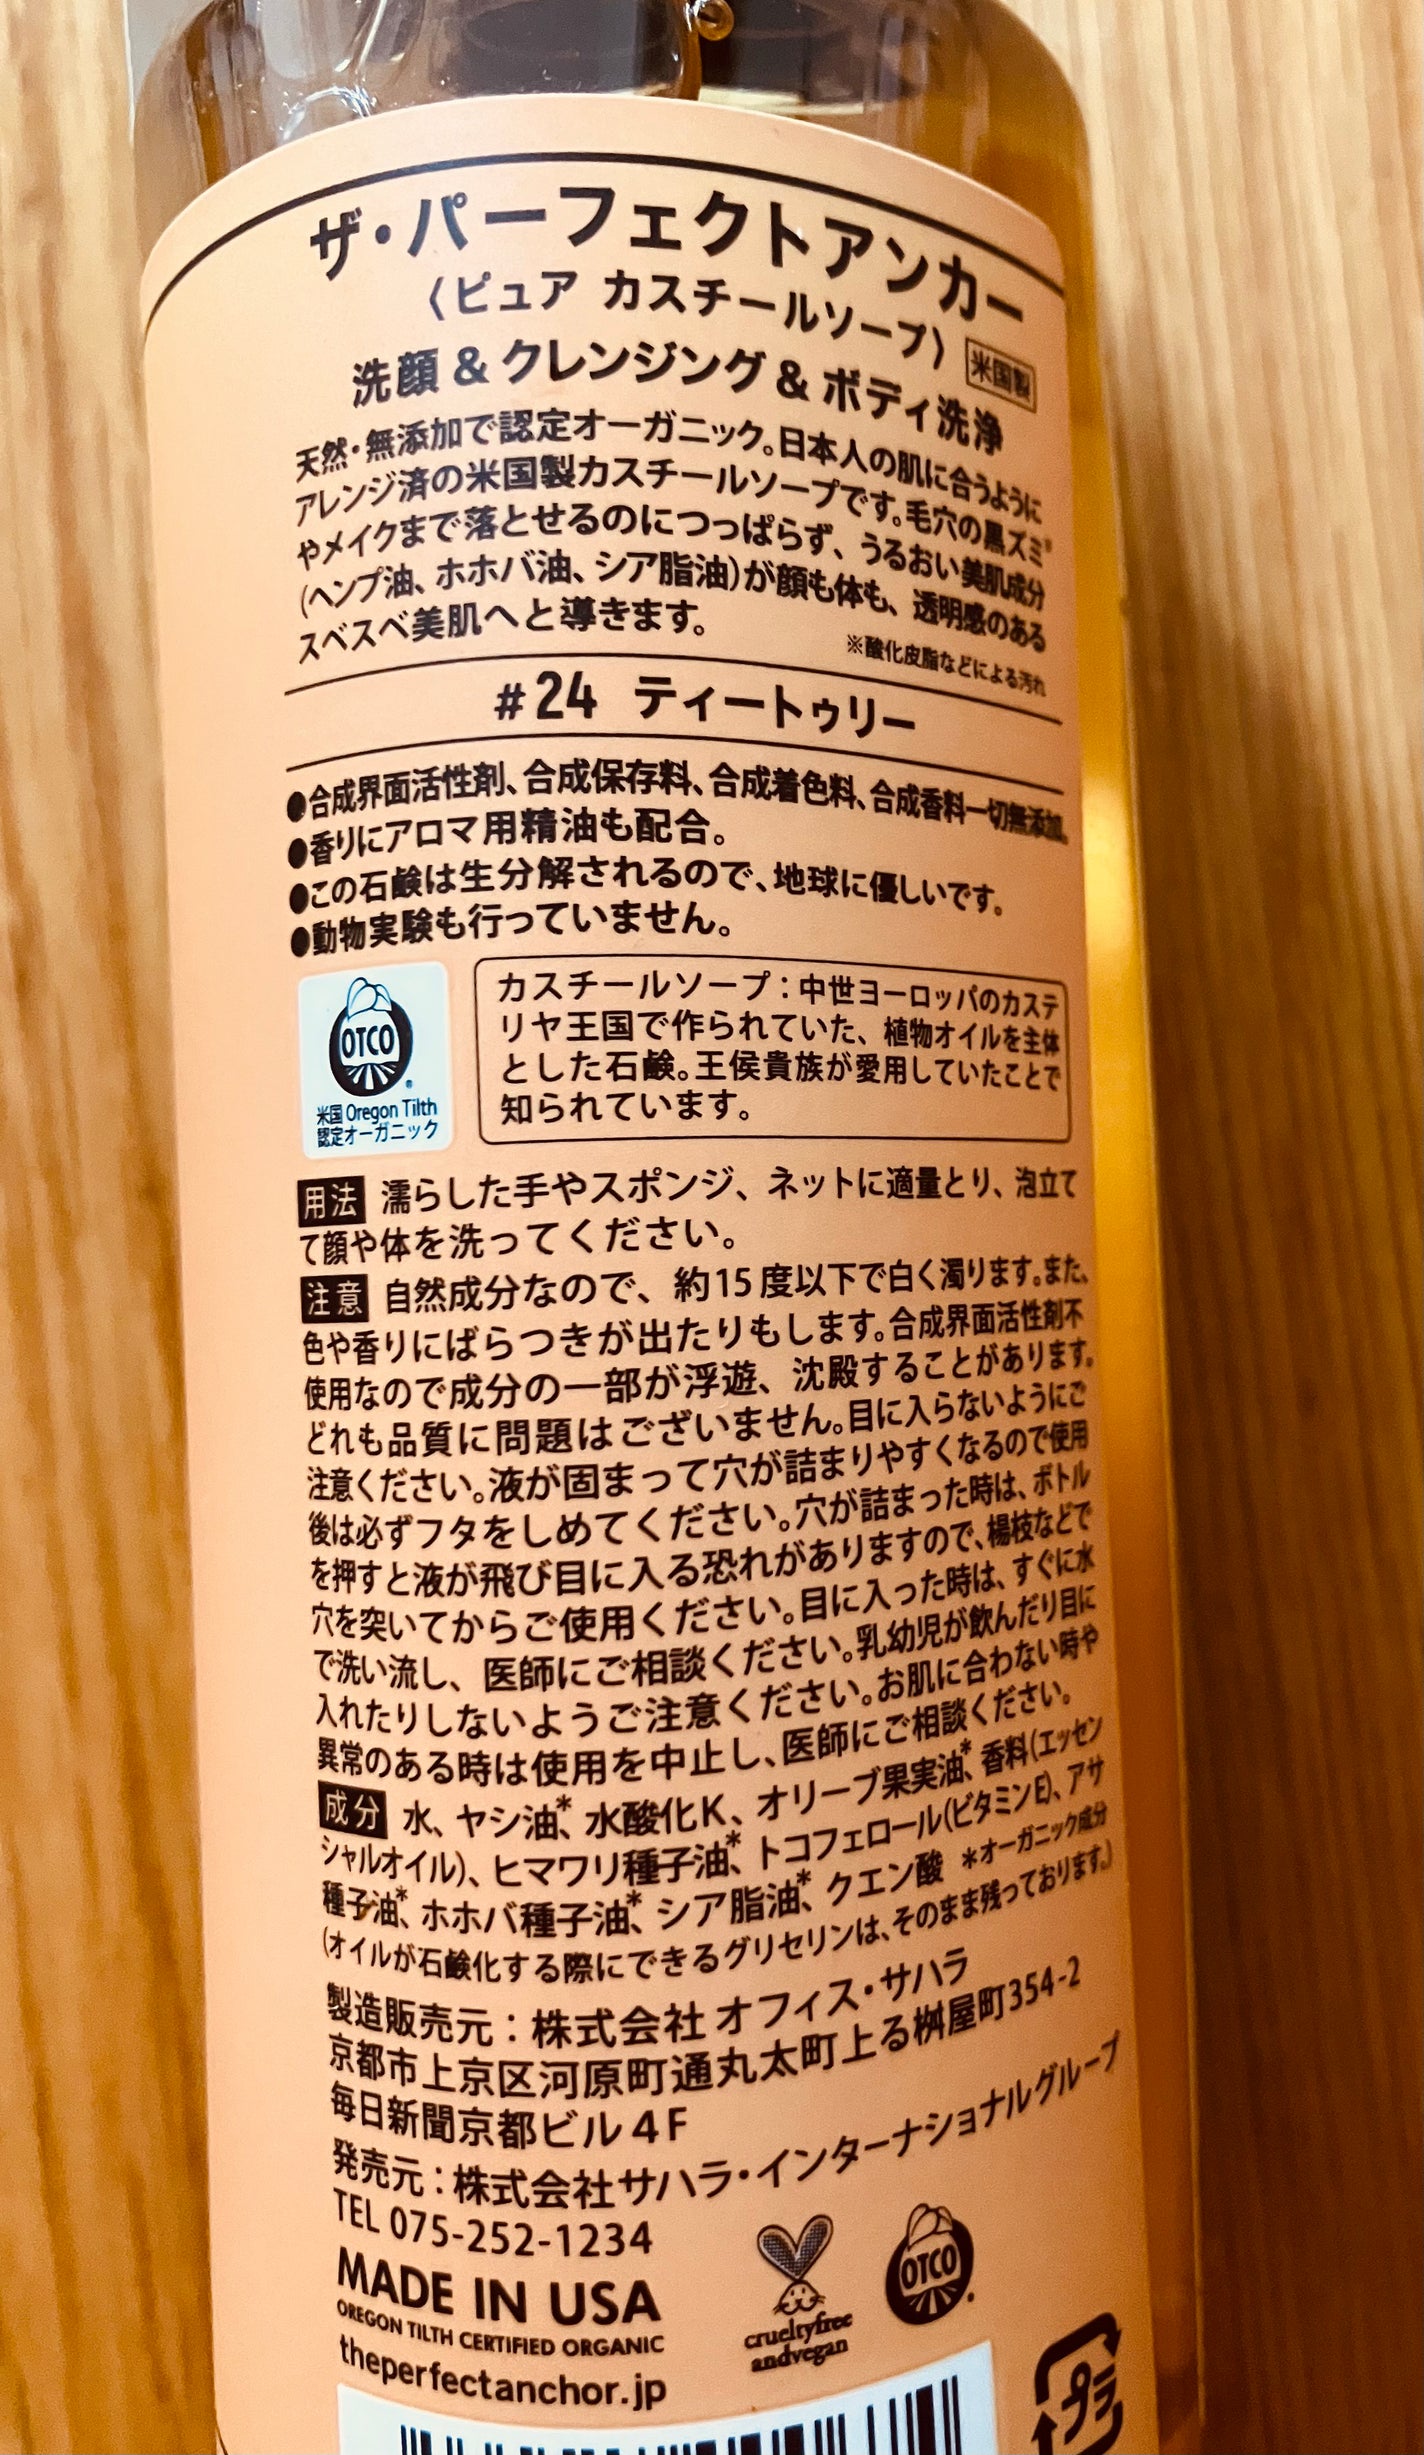 ザ・パーフェクトアンカー
〈ピュア カスチールソープ〉 米国製
洗顔 & クレンジング & ボディ洗浄
天然・無添加で認定オーガニック。日本人の肌に合うように
アレンジ済の米国製カスチールソープです。毛穴の黒ズミ※
やメイクまで落とせるのにつっぱらず、うるおい美肌成分
(ヘンプ油、ホホバ油、シア脂油)が顔も体も、透明感のある
スベスベ美肌へと導きます。
※酸化皮脂などによる汚れ
#24 ティートゥリー
●合成界面活性剤、合成保存料、合成着色料、合成香料一切無添加。
●香りにアロマ用精油も配合。
●この石鹸は生分解されるので、地球に優しいです。
●動物実験も行っていません。
OTCO
米国 Oregon Tilth
認定オーガニック
カスチールソープ：中世ヨーロッパのカステ
リヤ王国で作られていた、植物オイルを主体
とした石鹸。王侯貴族が愛用していたことで
知られています。
用法 濡らした手やスポンジ、ネットに適量とり、泡立て
て顔や体を洗ってください。
注意 自然成分なので、約15度以下で白く濁ります。また、
色や香りにばらつきが出たりもします。合成界面活性剤不
使用なので成分の一部が浮遊、沈殿することがあります。
どれも品質に問題はございません。目に入らないようにご
注意ください。液が固まって穴が詰まりやすくなるので使用
後は必ずフタをしめてください。穴が詰まった時は、ボトル
を押すと液が飛び目に入る恐れがありますので、楊枝などで
穴を突いてからご使用ください。目に入った時は、すぐに水
で洗い流し、医師にご相談ください。乳幼児が飲んだり目に
入れたりしないようご注意ください。お肌に合わない時や
異常のある時は使用を中止し、医師にご相談ください。
成分 水、ヤシ油*、水酸化K、オリーブ果実油*、香料(エッセン
シャルオイル)、ヒマワリ種子油*、トコフェロール(ビタミンE)、アサ
種子油*、ホホバ種子油*、シア脂油*、クエン酸 *オーガニック成分
(オイルが石鹸化する際にできるグリセリンは、そのまま残っております。)
製造販売元：株式会社 オフィス・サハラ
京都市上京区河原町通丸太町上る桝屋町354-2
毎日新聞京都ビル4F
発売元：株式会社サハラ・インターナショナルグループ
TEL 075-252-1234
MADE IN USA
OREGON TILTH CERTIFIED ORGANIC
theperfectanchor.jp
crueltyfree
andvegan
OTCO
プラ